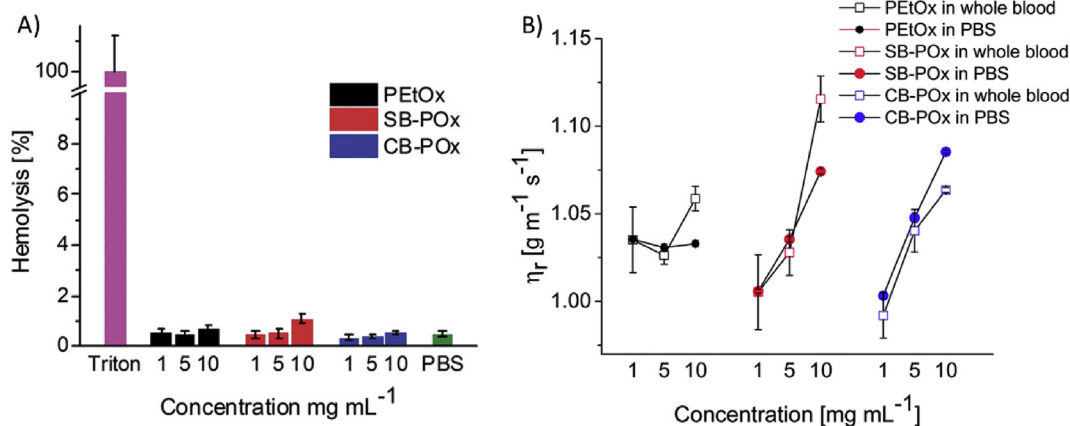 A)
100
8
6
4
2
0
Hemolysis [%]
PEtOx
SB-POx
CB-POx
Triton 1 5 10 1 5 10 1 5 10 PBS
Concentration mg mL⁻¹
B)
PEtOx in whole blood
PEtOx in PBS
SB-POx in whole blood
SB-POx in PBS
CB-POx in whole blood
CB-POx in PBS
1.15
1.10
1.05
1.00
ηr [g m⁻¹ s⁻¹]
1 5 10 1 5 10 1 5 10
Concentration [mg mL⁻¹]